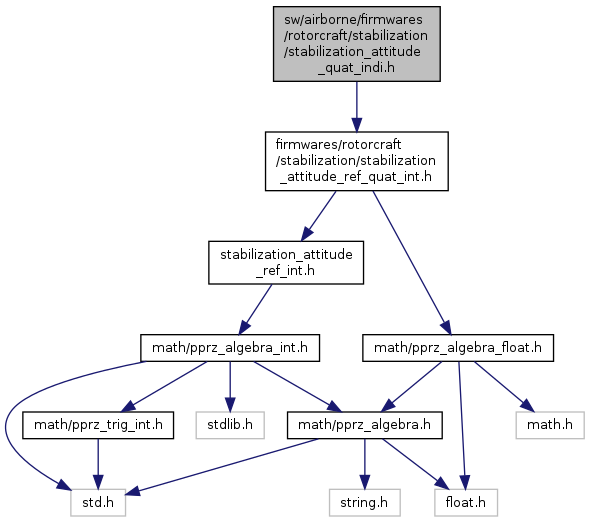 sw/airborne/firmwares
/rotorcraft/stabilization
/stabilization_attitude
_quat_indi.h
firmwares/rotorcraft
/stabilization/stabilization
_attitude_ref_quat_int.h
stabilization_attitude
_ref_int.h
math/pprz_algebra_int.h
math/pprz_algebra_float.h
math/pprz_trig_int.h
stdlib.h
math/pprz_algebra.h
math.h
std.h
string.h
float.h